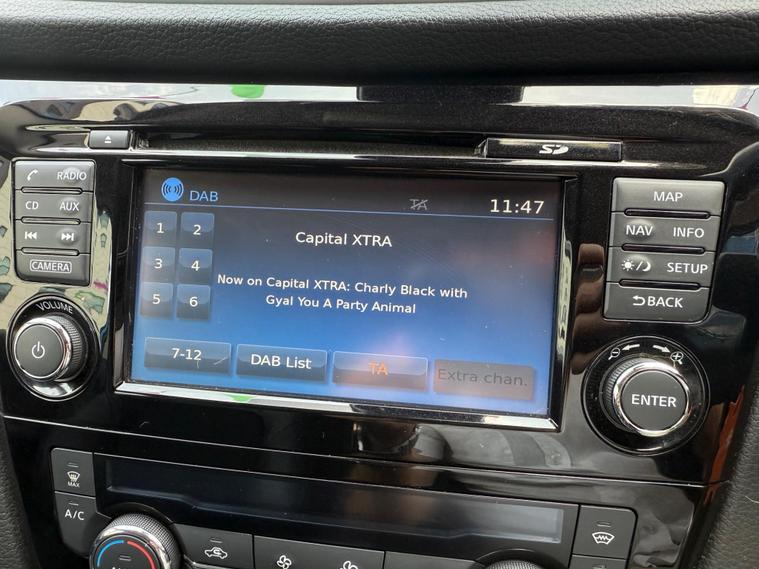 SD
RADIO
CD AUX
CAMERA
VOLUME
DAB
TA
11:47
1 2
Capital XTRA
3 4
Now on Capital XTRA: Charly Black with
Gyal You A Party Animal
5 6
7-12
DAB List
TA
Extra chan.
MAP
NAV INFO
SETUP
BACK
ENTER
MAX
A/C